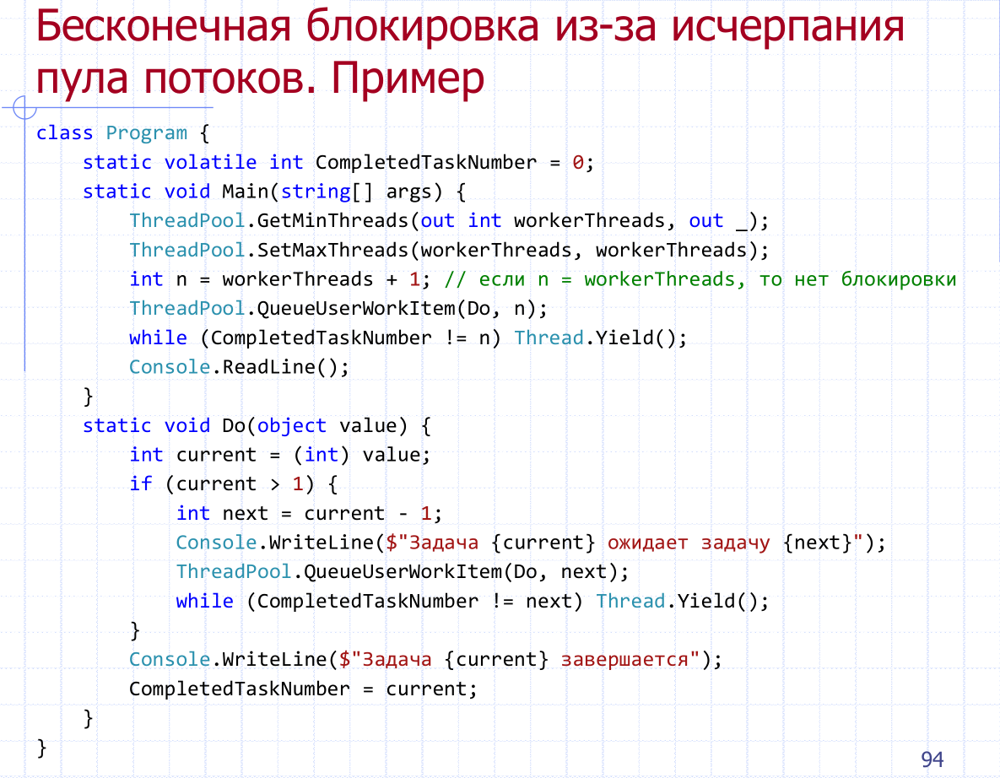 Бесконечная блокировка из-за исчерпания
пула потоков. Пример
class Program {
    static volatile int CompletedTaskNumber = 0;
    static void Main(string[] args) {
        ThreadPool.GetMinThreads(out int workerThreads, out _);
        ThreadPool.SetMaxThreads(workerThreads, workerThreads);
        int n = workerThreads + 1; // если n = workerThreads, то нет блокировки
        ThreadPool.QueueUserWorkItem(Do, n);
        while (CompletedTaskNumber != n) Thread.Yield();
        Console.ReadLine();
    }
    static void Do(object value) {
        int current = (int) value;
        if (current > 1) {
            int next = current - 1;
            Console.WriteLine($"Задача {current} ожидает задачу {next}");
            ThreadPool.QueueUserWorkItem(Do, next);
            while (CompletedTaskNumber != next) Thread.Yield();
        }
        Console.WriteLine($"Задача {current} завершается");
        CompletedTaskNumber = current;
    }
}
94